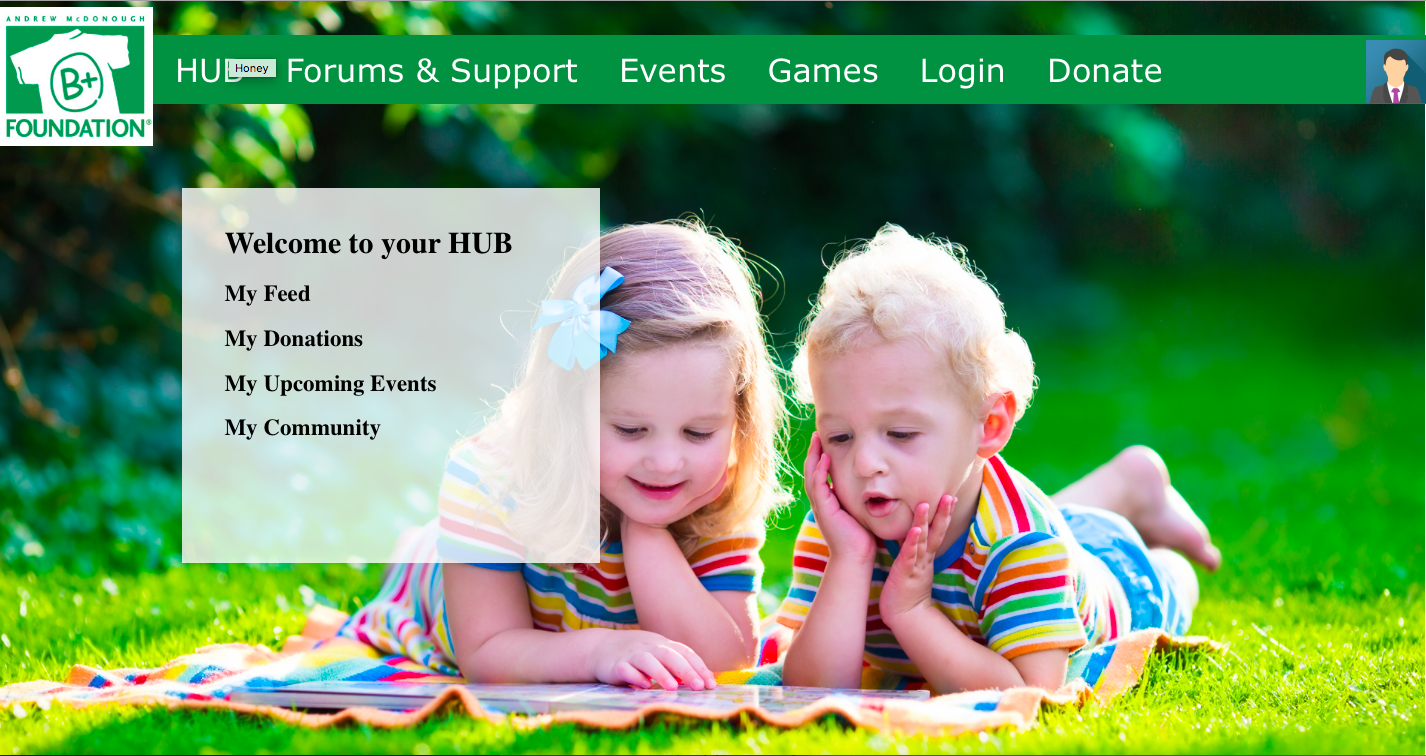 ANDREW McDONOUGH
B+
FOUNDATION®
HUB Honey Forums & Support Events Games Login Donate
Welcome to your HUB
My Feed
My Donations
My Upcoming Events
My Community